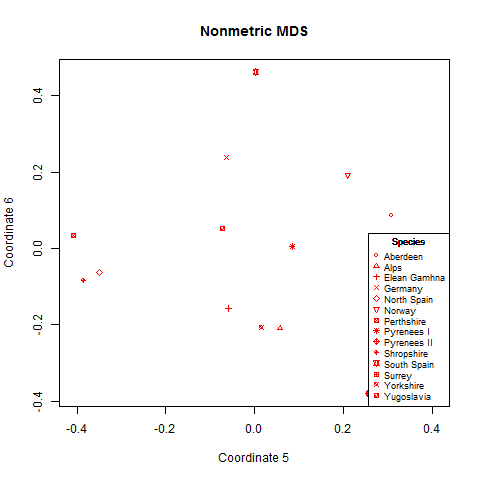 Nonmetric MDS
Coordinate 6
0.4
0.2
0.0
-0.2
-0.4
Species
Aberdeen
Alps
Elean Gamhna
Germany
North Spain
Norway
Perthshire
Pyrenees I
Pyrenees II
Shropshire
South Spain
Surrey
Yorkshire
Yugoslavia
-0.4 -0.2 0.0 0.2 0.4
Coordinate 5